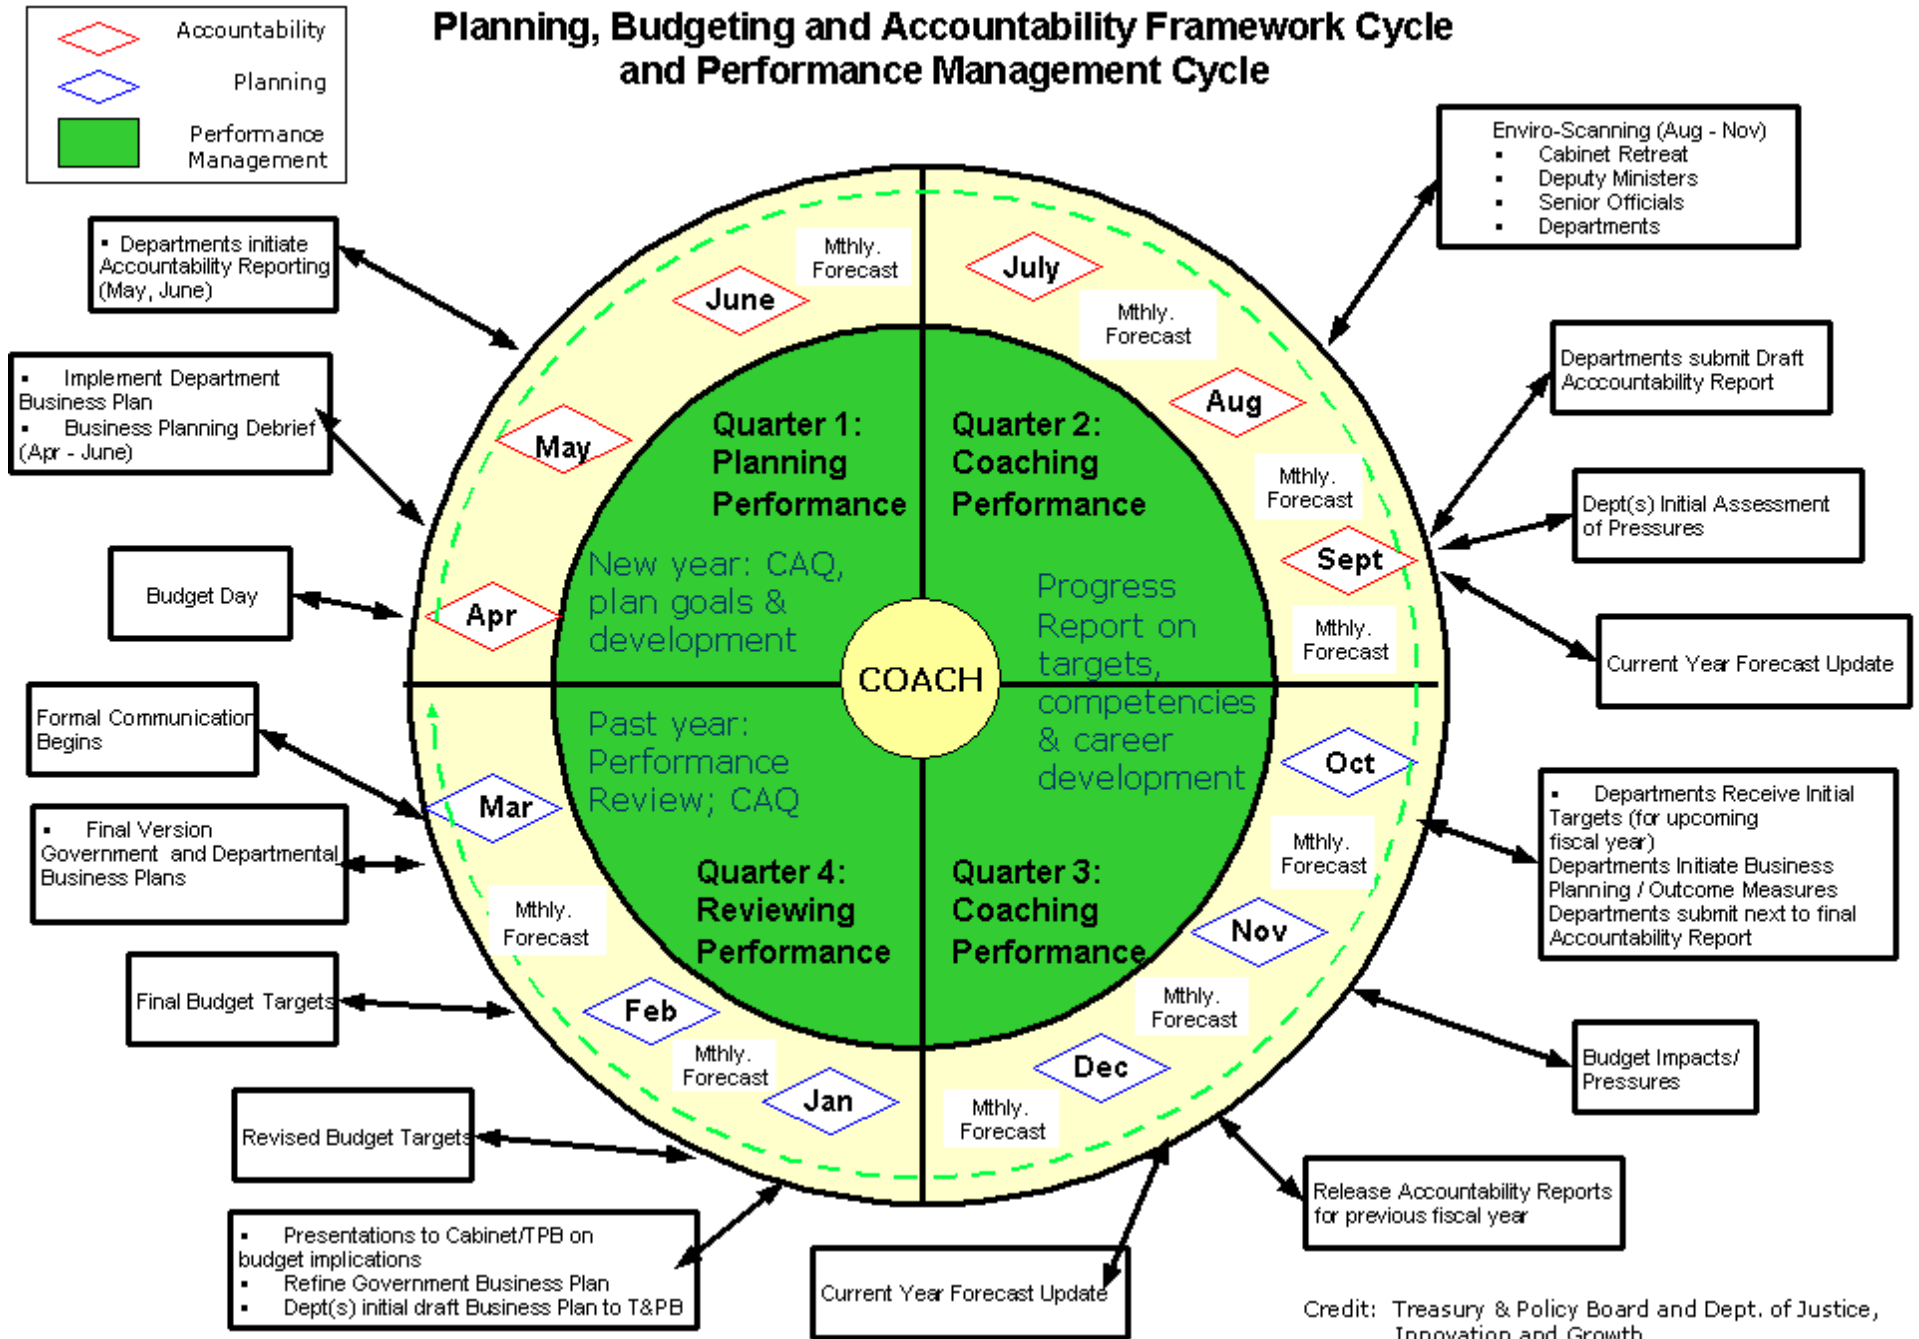 Planning, Budgeting and Accountability Framework Cycle
and Performance Management Cycle
Accountability
Planning
Performance
Management
Enviro-Scanning (Aug - Nov)
▪ Cabinet Retreat
▪ Deputy Ministers
▪ Senior Officials
▪ Departments
▪ Departments initiate
Accountability Reporting
(May, June)
▪ Implement Department
Business Plan
▪ Business Planning Debrief
(Apr - June)
Budget Day
Formal Communication
Begins
▪ Final Version
Government and Departmental
Business Plans
Final Budget Targets
Revised Budget Targets
▪ Presentations to Cabinet/TPB on
budget implications
▪ Refine Government Business Plan
▪ Dept(s) initial draft Business Plan to T&PB
Current Year Forecast Update
Release Accountability Reports
for previous fiscal year
Budget Impacts/
Pressures
▪ Departments Receive Initial
Targets (for upcoming
fiscal year)
Departments Initiate Business
Planning / Outcome Measures
Departments submit next to final
Accountability Report
Current Year Forecast Update
Dept(s) Initial Assessment
of Pressures
Departments submit Draft
Acccountability Report
June
Mthly.
Forecast
July
Mthly.
Forecast
Aug
Mthly.
Forecast
Sept
Mthly.
Forecast
Oct
Mthly.
Forecast
Nov
Mthly.
Forecast
Dec
Mthly.
Forecast
Jan
Mthly.
Forecast
Feb
Mthly.
Forecast
Mar
Apr
May
Quarter 1:
Planning
Performance
New year: CAQ,
plan goals &
development
Quarter 2:
Coaching
Performance
Progress
Report on
targets,
competencies
& career
development
COACH
Past year:
Performance
Review; CAQ
Quarter 4:
Reviewing
Performance
Quarter 3:
Coaching
Performance
Credit: Treasury & Policy Board and Dept. of Justice,
Innovation and Growth